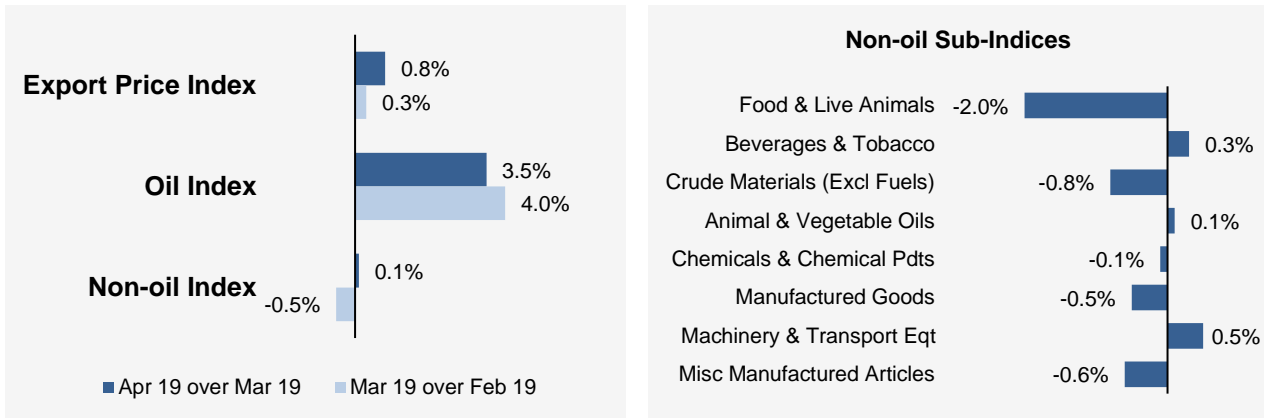 Export Price Index
0.8%
0.3%
Oil Index
3.5%
4.0%
Non-oil Index
0.1%
-0.5%
Apr 19 over Mar 19
Mar 19 over Feb 19
Non-oil Sub-Indices
Food & Live Animals
-2.0%
Beverages & Tobacco
0.3%
Crude Materials (Excl Fuels)
-0.8%
Animal & Vegetable Oils
0.1%
Chemicals & Chemical Pdts
-0.1%
Manufactured Goods
-0.5%
Machinery & Transport Eqt
0.5%
Misc Manufactured Articles
-0.6%